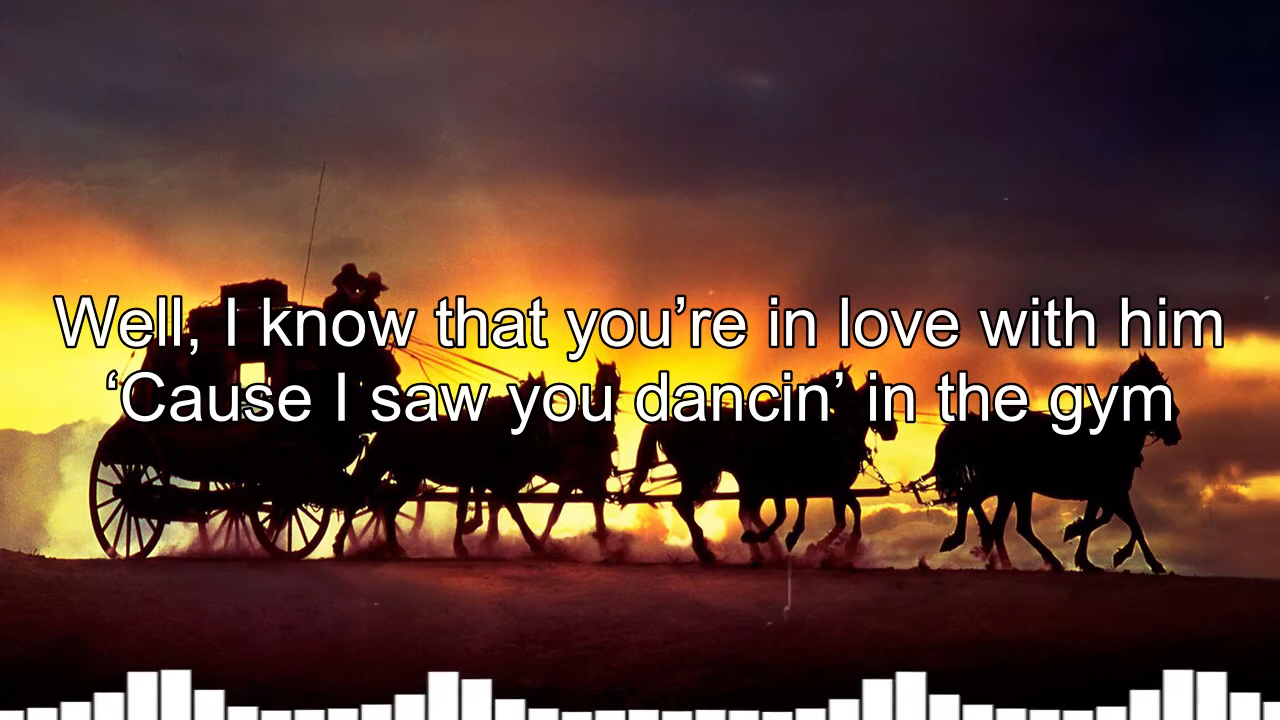 Well, I know that you’re in love with him
‘Cause I saw you dancin’ in the gym